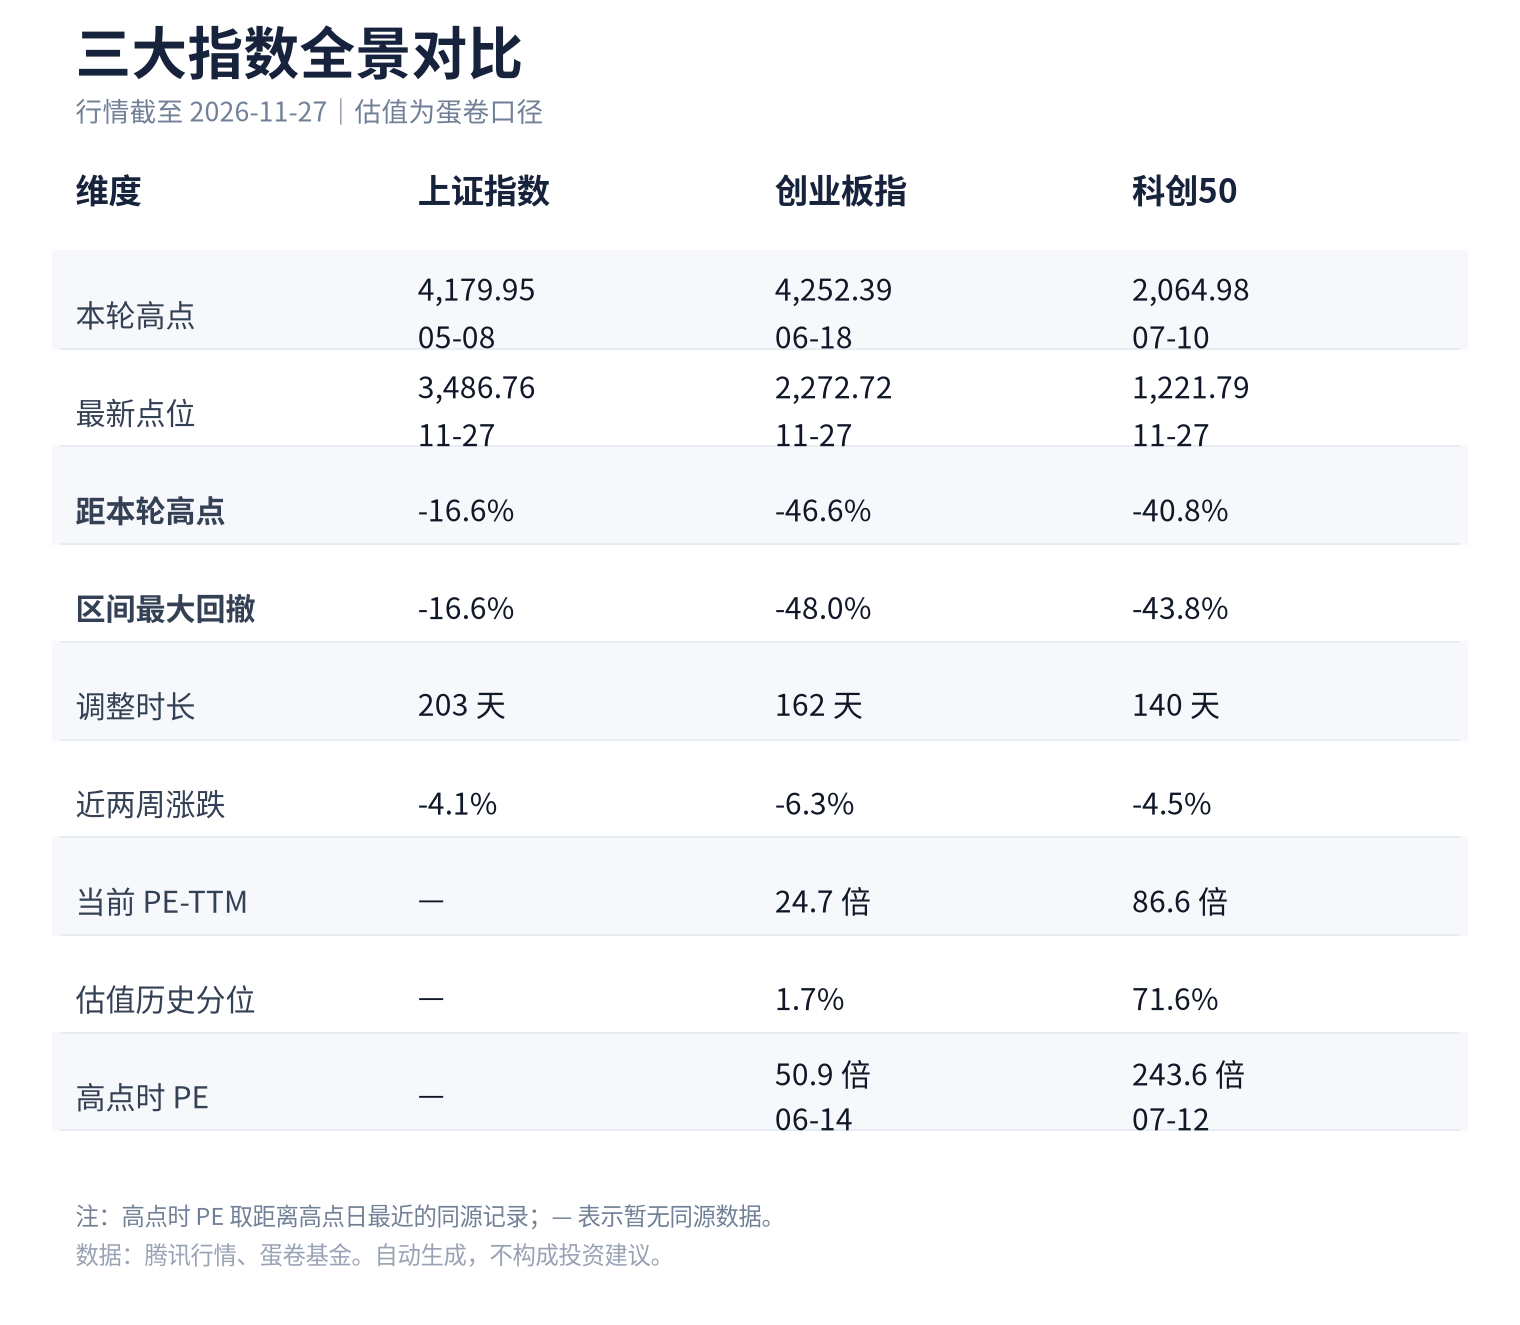 三大指数全景对比
行情截至 2026-11-27｜估值为蛋卷口径
维度 上证指数 创业板指 科创50
本轮高点 4,179.95 4,252.39 2,064.98
05-08 06-18 07-10
最新点位 3,486.76 2,272.72 1,221.79
11-27 11-27 11-27
距本轮高点 -16.6% -46.6% -40.8%
区间最大回撤 -16.6% -48.0% -43.8%
调整时长 203 天 162 天 140 天
近两周涨跌 -4.1% -6.3% -4.5%
当前 PE-TTM — 24.7 倍 86.6 倍
估值历史分位 — 1.7% 71.6%
高点时 PE — 50.9 倍 243.6 倍
06-14 07-12
注：高点时 PE 取距离高点日最近的同源记录；— 表示暂无同源数据。
数据：腾讯行情、蛋卷基金。自动生成，不构成投资建议。